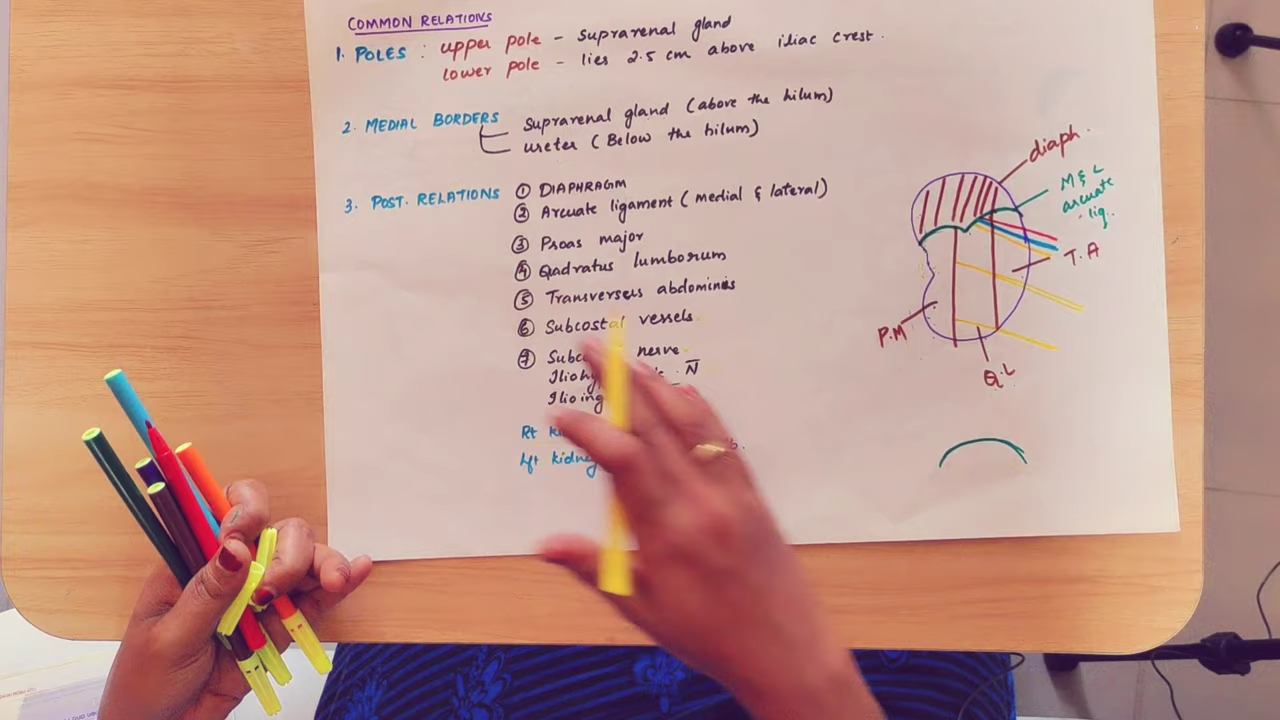 COMMON RELATIONS
1. POLES : upper pole - suprarenal gland
lower pole - lies 2.5 cm above iliac crest.
2. MEDIAL BORDERS suprarenal gland (above the hilum)
ureter (Below the hilum)
3. POST. RELATIONS ① DIAPHRAGM
② Arcuate ligament (medial & lateral)
③ Psoas major
④ Qadratus lumborum
⑤ Transversus abdominis
⑥ Subcostal vessels
⑦ nerve
N
Rt
Lft kidney
diaph.
M & L
arcuate
lig.
T.A
P.M
Q.L